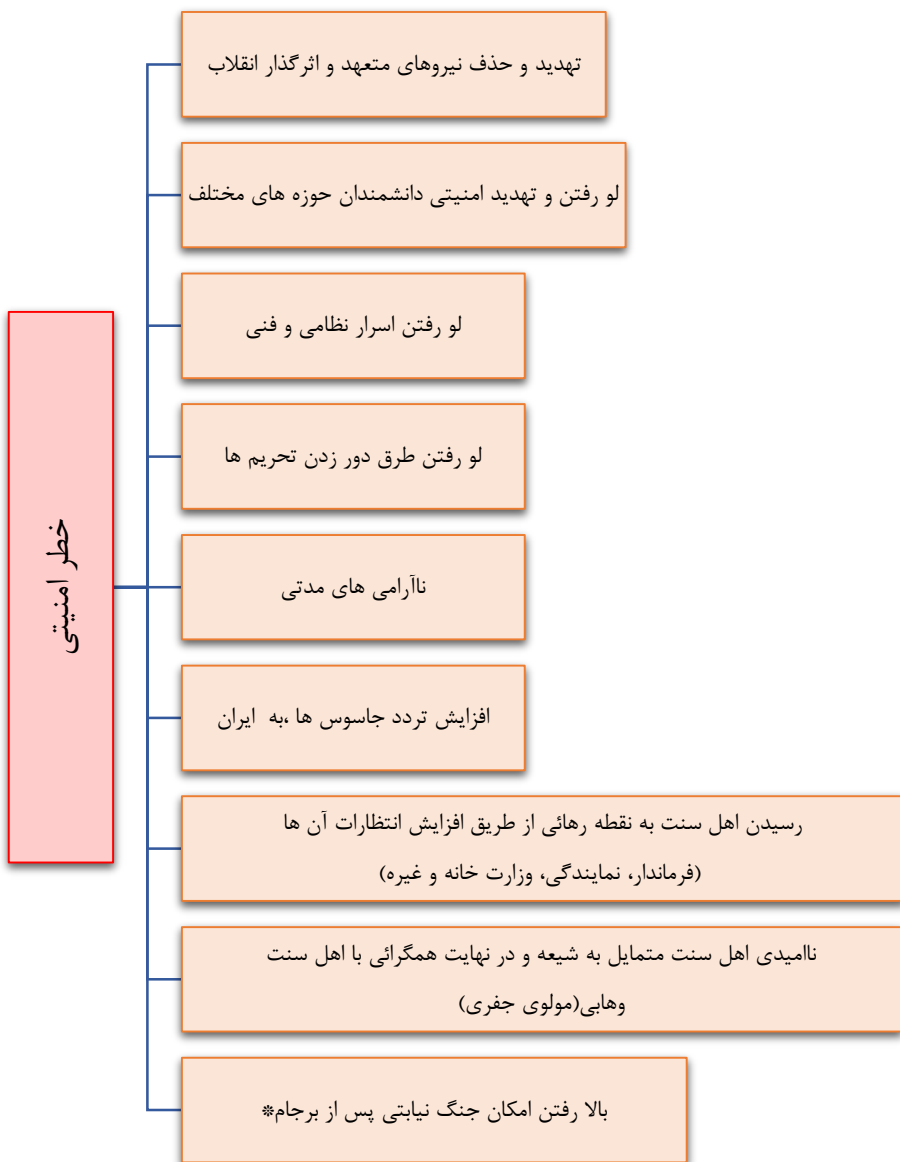 خطر امنیتی
تهدید و حذف نیروهای متعهد و اثرگذار انقلاب
لو رفتن و تهدید امنیتی دانشمندان حوزه های مختلف
لو رفتن اسرار نظامی و فنی
لو رفتن طرق دور زدن تحریم ها
ناآرامی های مدتی
افزایش تردد جاسوس ها ،به ایران
رسیدن اهل سنت به نقطه رهائی از طریق افزایش انتظارات آن ها
(فرماندار، نمایندگی، وزارت خانه و غیره)
ناامیدی اهل سنت متمایل به شیعه و در نهایت همگرائی با اهل سنت
وهابی(مولوی جفری)
بالا رفتن امکان جنگ نیابتی پس از برجام*